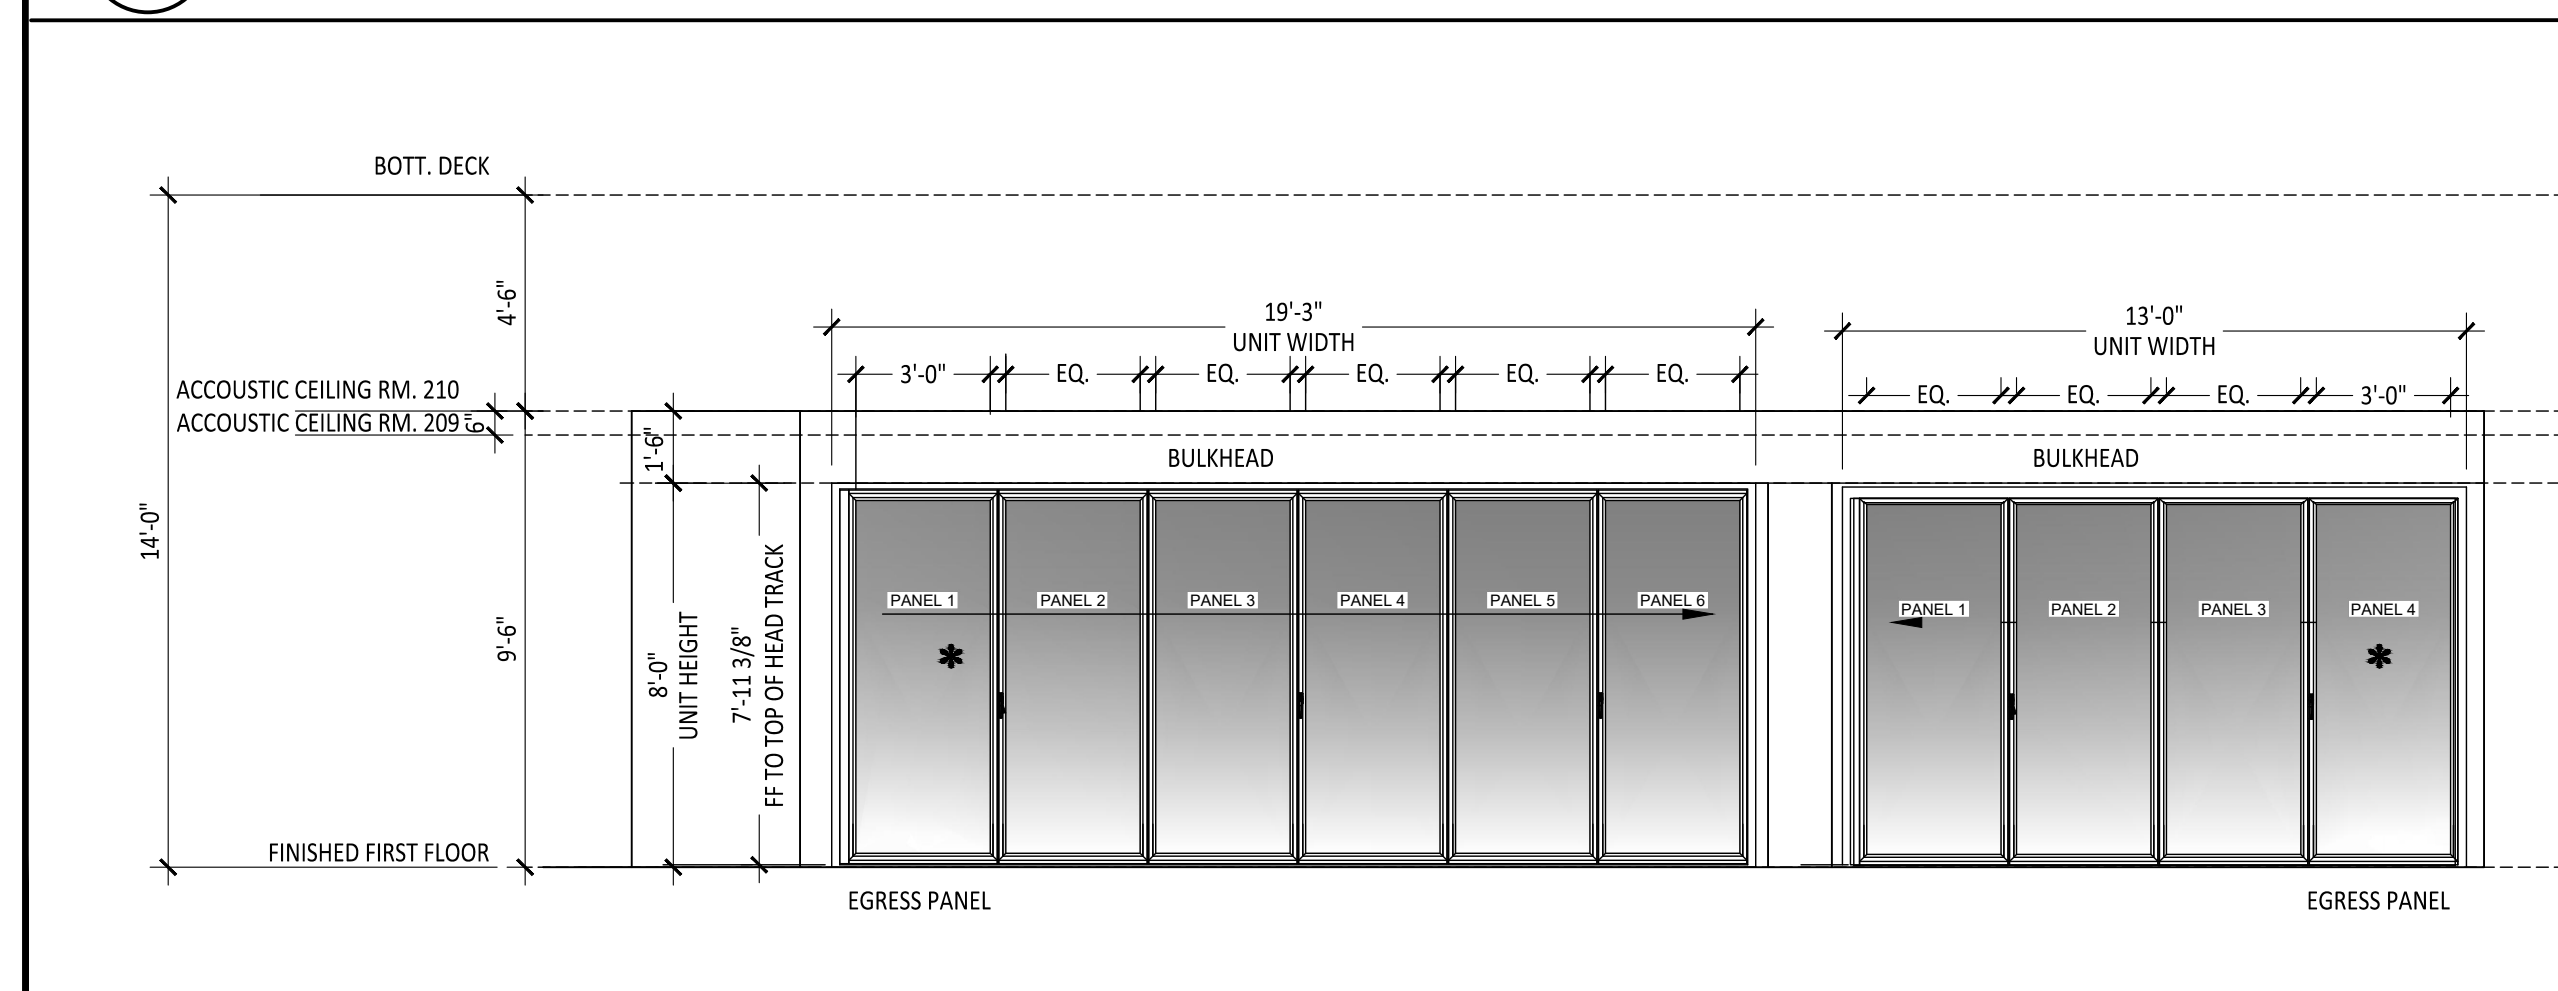 BOTT. DECK
4'-6"
19'-3"
UNIT WIDTH
13'-0"
UNIT WIDTH
3'-0" EQ. EQ. EQ. EQ. EQ.
EQ. EQ. EQ. 3'-0"
ACCOUSTIC CEILING RM. 210
ACCOUSTIC CEILING RM. 209
6"
1'-6"
BULKHEAD
BULKHEAD
14'-0"
9'-6"
8'-0"
UNIT HEIGHT
7'-11 3/8"
FF TO TOP OF HEAD TRACK
PANEL 1 PANEL 2 PANEL 3 PANEL 4 PANEL 5 PANEL 6
PANEL 1 PANEL 2 PANEL 3 PANEL 4
FINISHED FIRST FLOOR
EGRESS PANEL
EGRESS PANEL